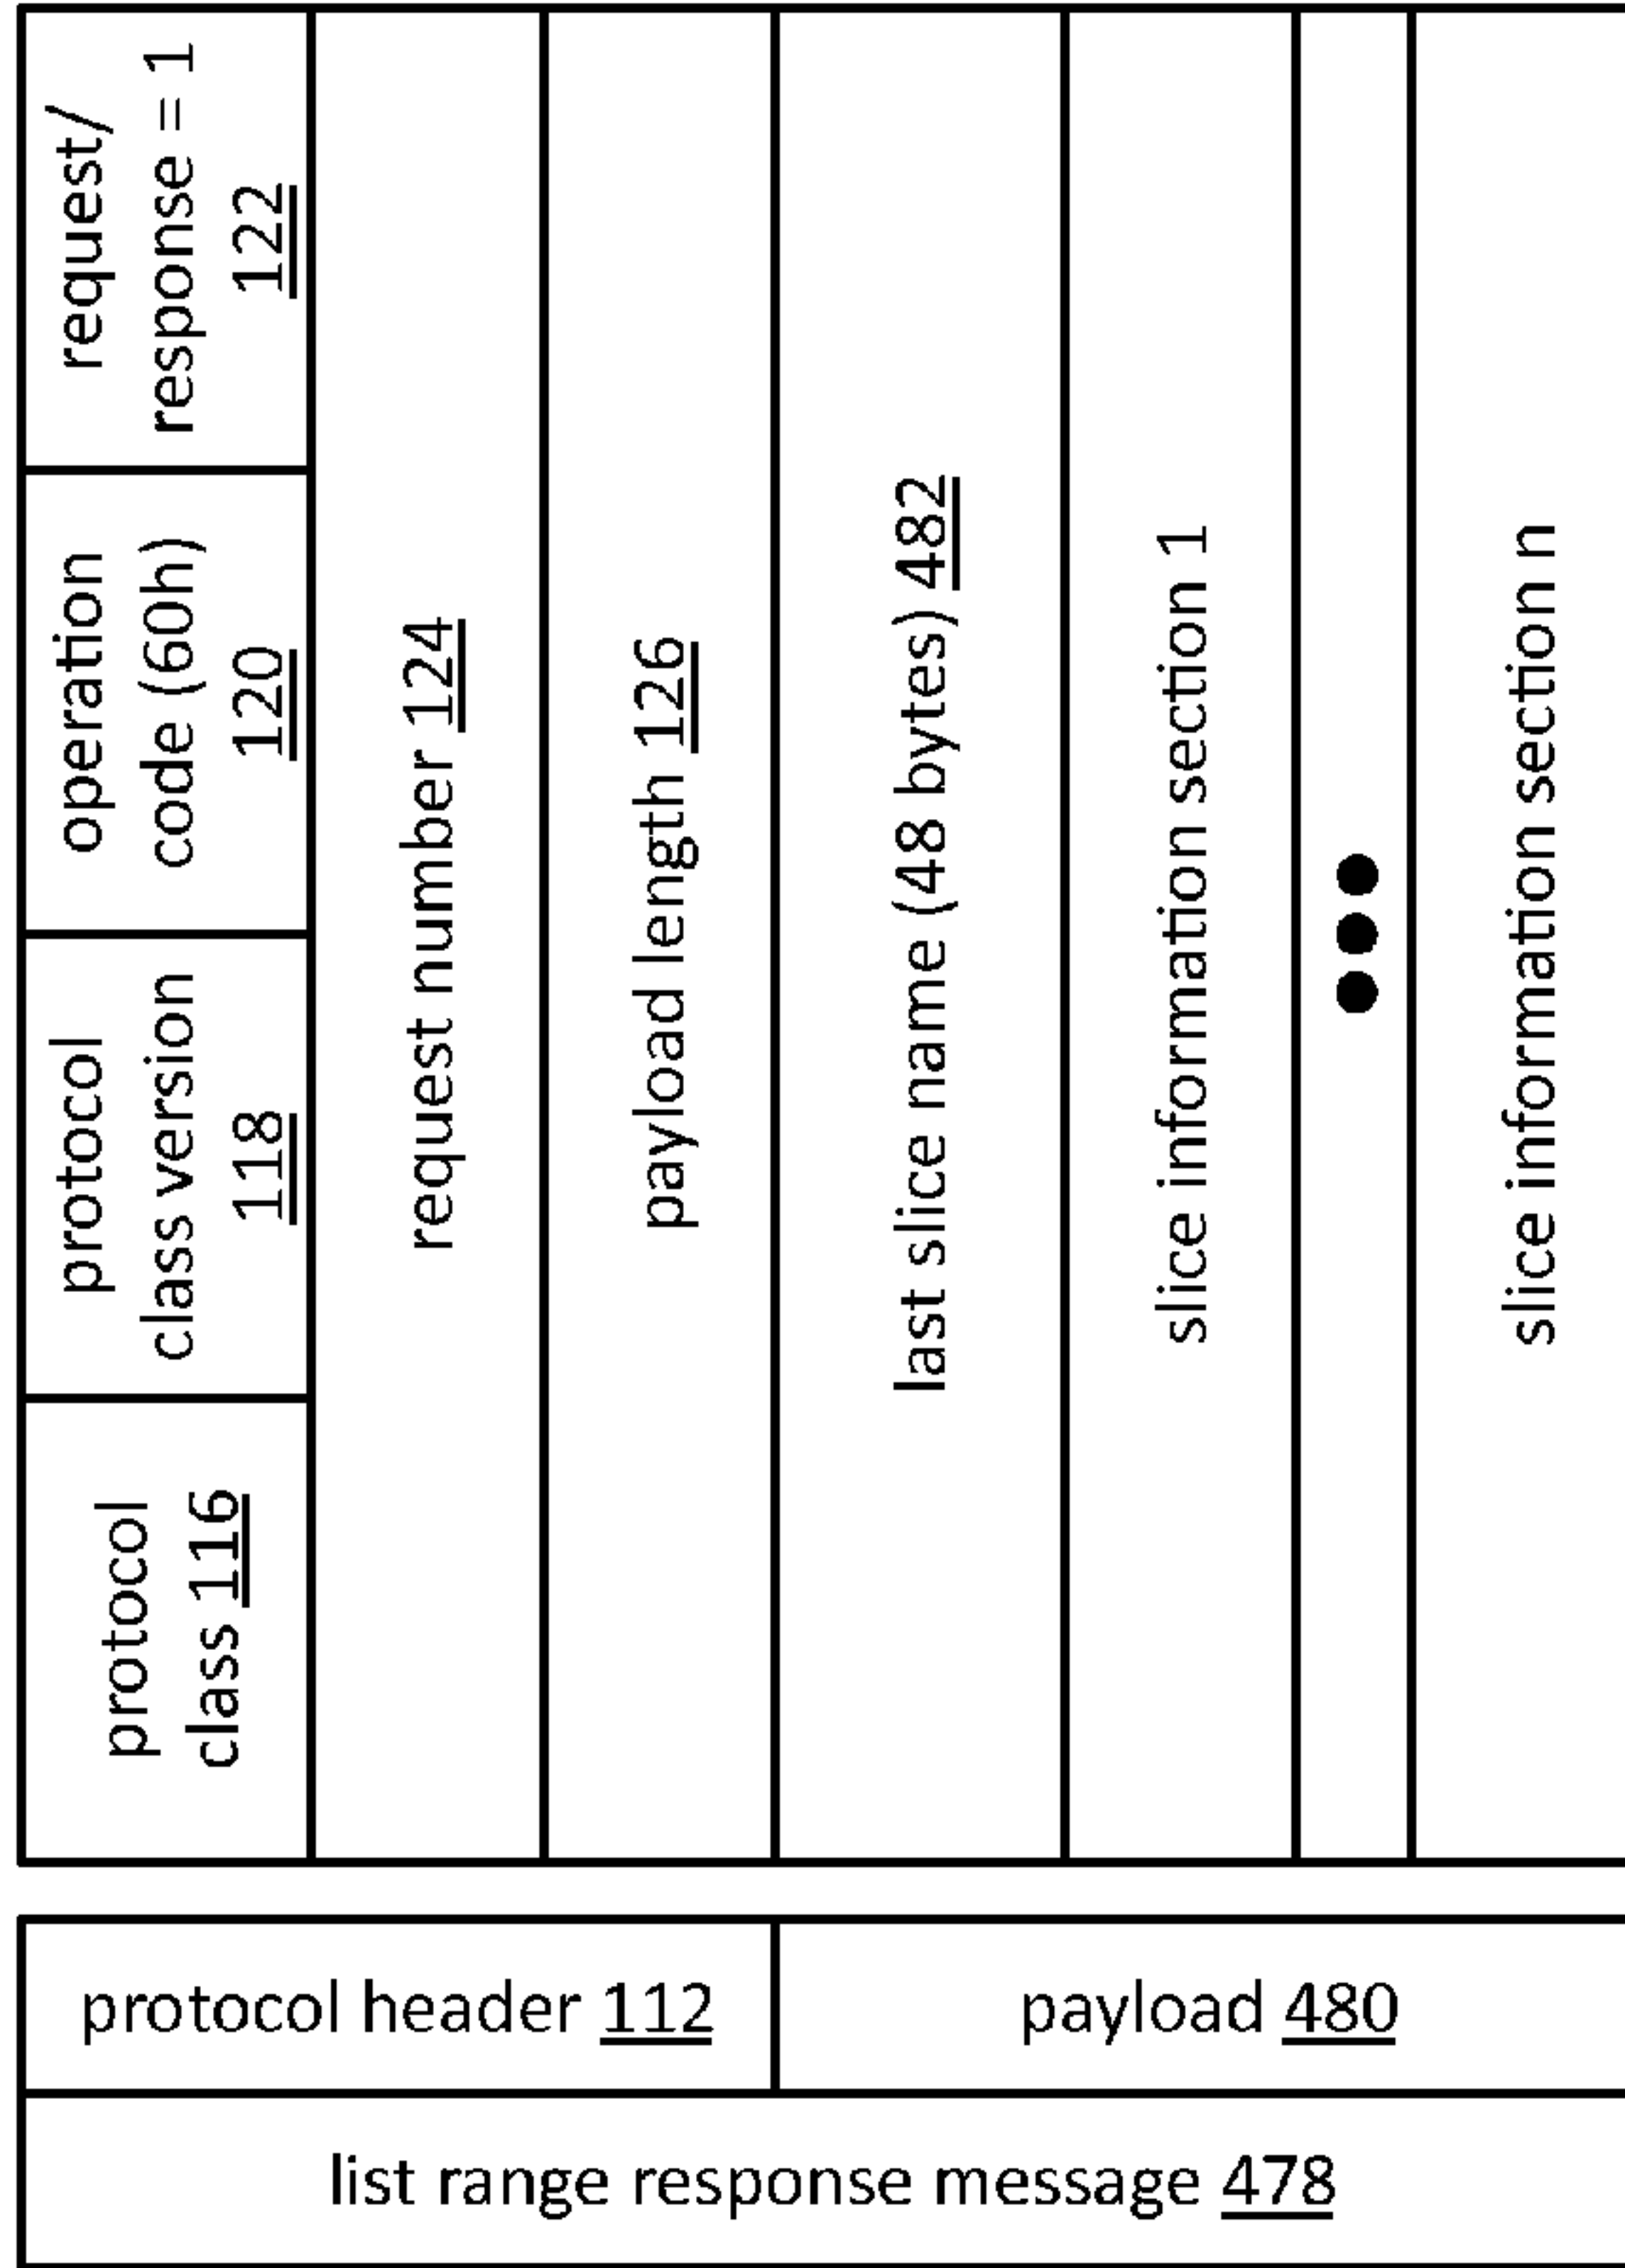 protocol
class 116
protocol
class version
118
operation
code (60h)
120
request/
response = 1
122
request number 124
payload length 126
last slice name (48 bytes) 482
slice information section 1
slice information section n
protocol header 112
payload 480
list range response message 478